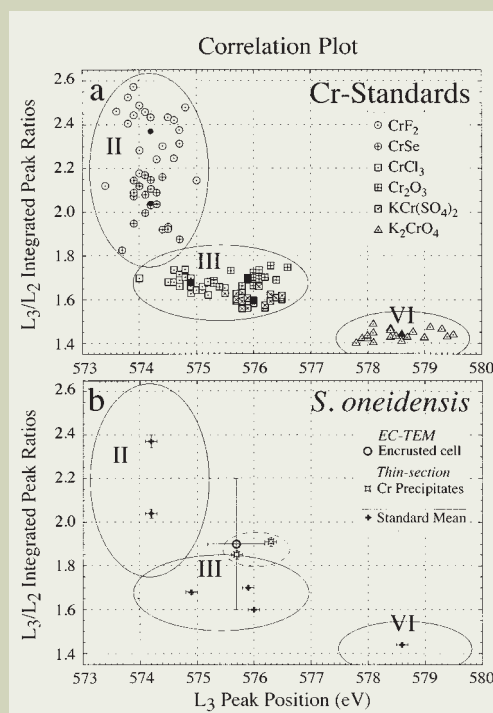 Correlation Plot
L₃/L₂ Integrated Peak Ratios
2.6
2.4
2.2
2.0
1.8
1.6
1.4
a
Cr-Standards
II
III
VI
CrF₂
CrSe
CrCl₃
Cr₂O₃
KCr(SO₄)₂
K₂CrO₄
573 574 575 576 577 578 579 580
L₃/L₂ Integrated Peak Ratios
2.6
2.4
2.2
2.0
1.8
1.6
1.4
b
S. oneidensis
II
III
VI
EC-TEM
Encrusted cell
Thin-section
Cr Precipitates
Standard Mean
573 574 575 576 577 578 579 580
L₃ Peak Position (eV)